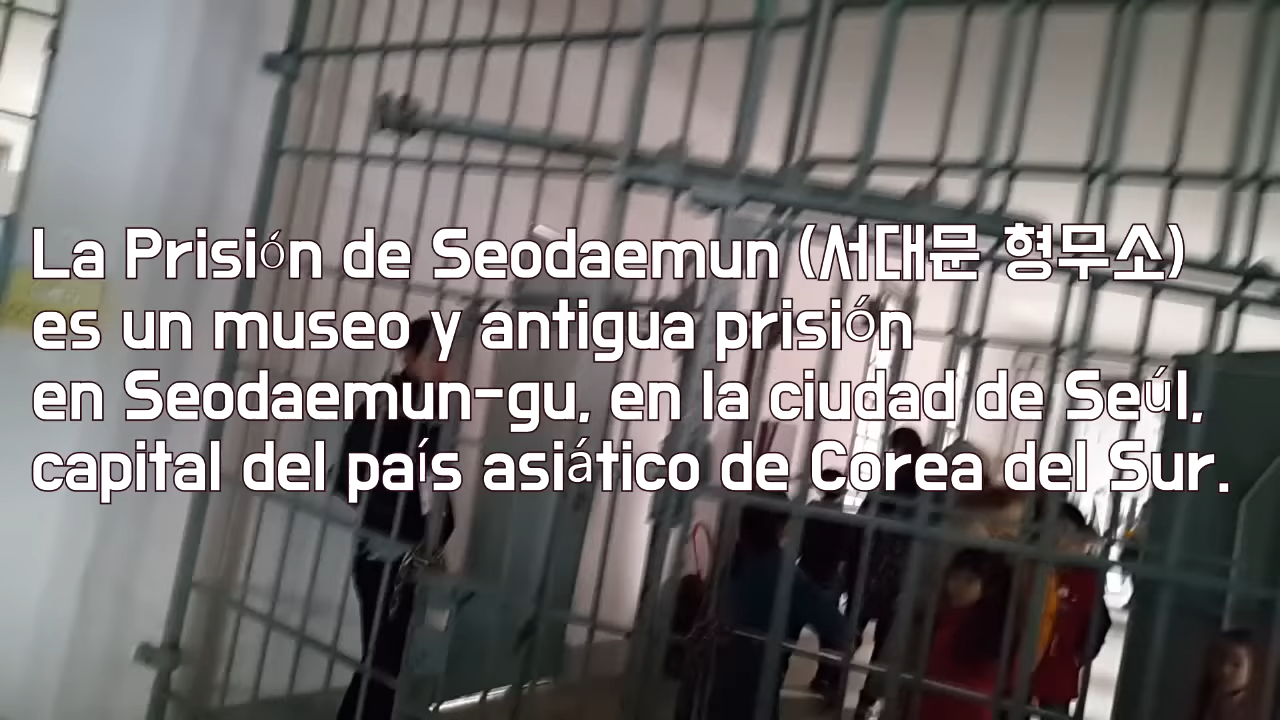 La Prisión de Seodaemun (서대문 형무소)
es un museo y antigua prisión
en Seodaemun-gu, en la ciudad de Seúl,
capital del país asiático de Corea del Sur.